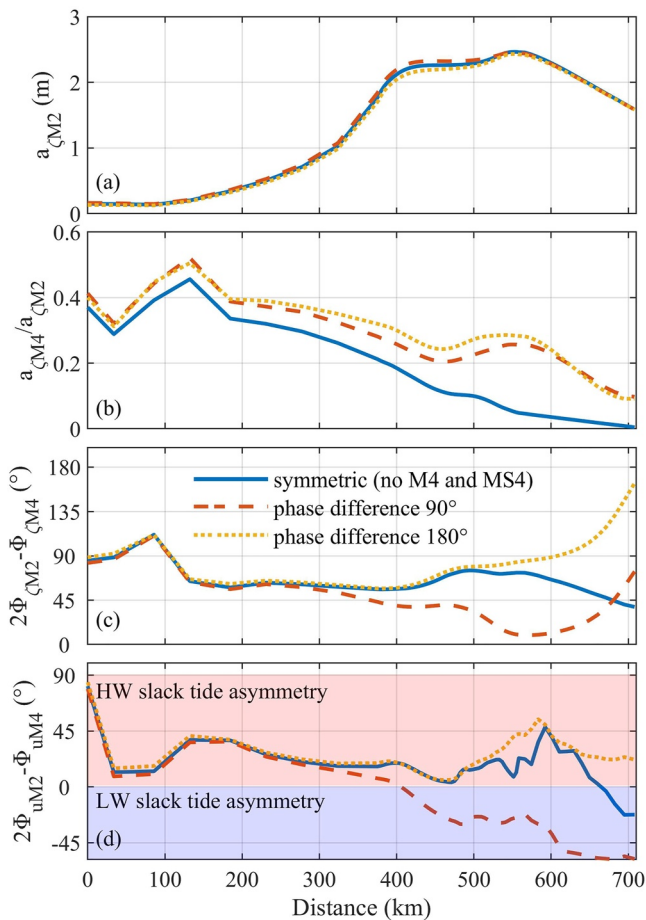 3
2
1
0
a_ζM2 (m)
(a)
0.6
0.4
0.2
0
a_ζM4/a_ζM2
(b)
180
135
90
45
0
2Φ_ζM2-Φ_ζM4 (°)
symmetric (no M4 and MS4)
phase difference 90°
phase difference 180°
(c)
90
45
0
-45
2Φ_uM2-Φ_uM4 (°)
HW slack tide asymmetry
LW slack tide asymmetry
(d)
0 100 200 300 400 500 600 700
Distance (km)